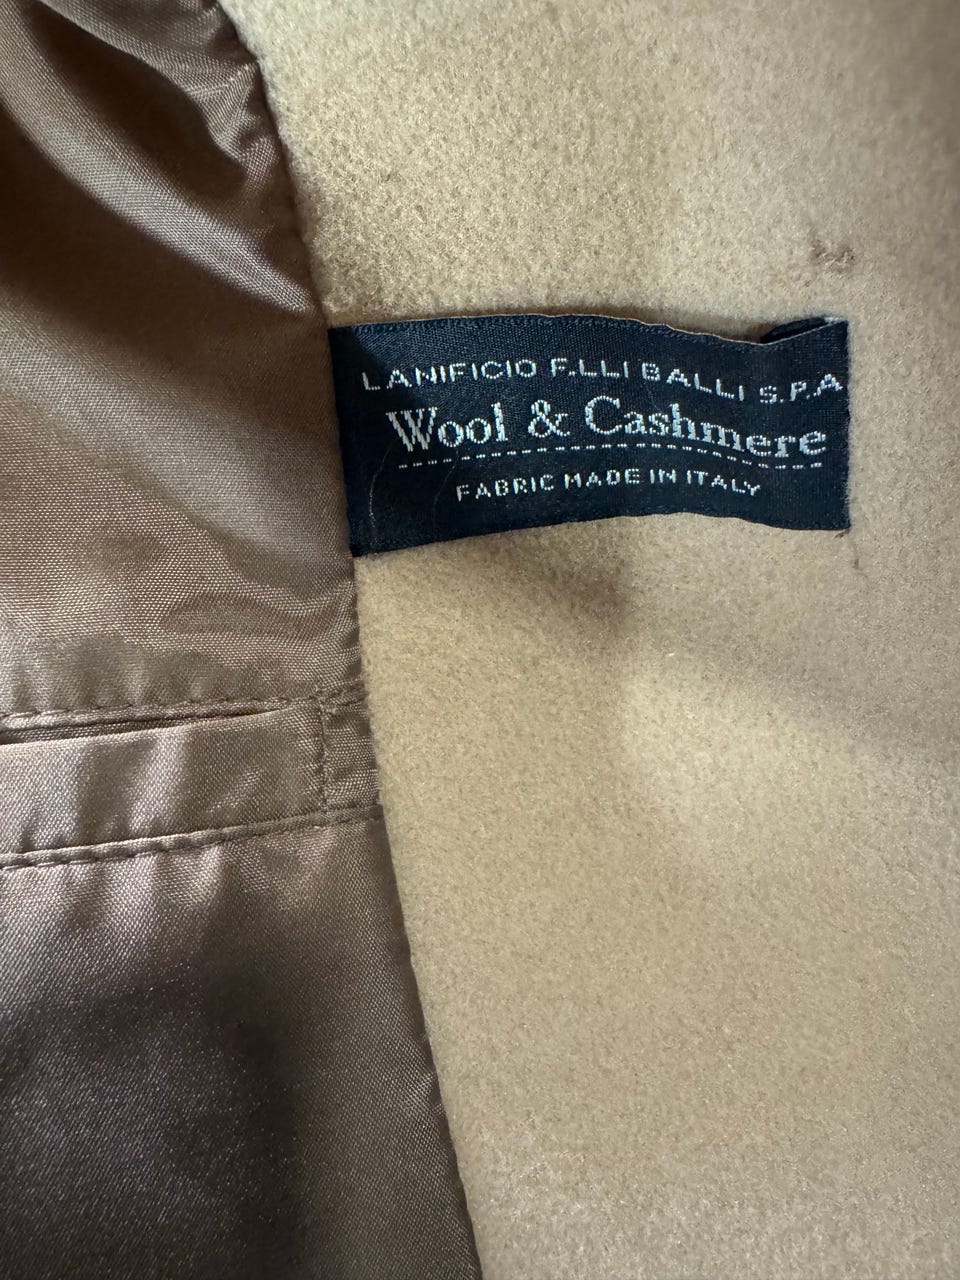 LANIFICIO F.LLI BALLI S.P.A
Wool & Cashmere
FABRIC MADE IN ITALY